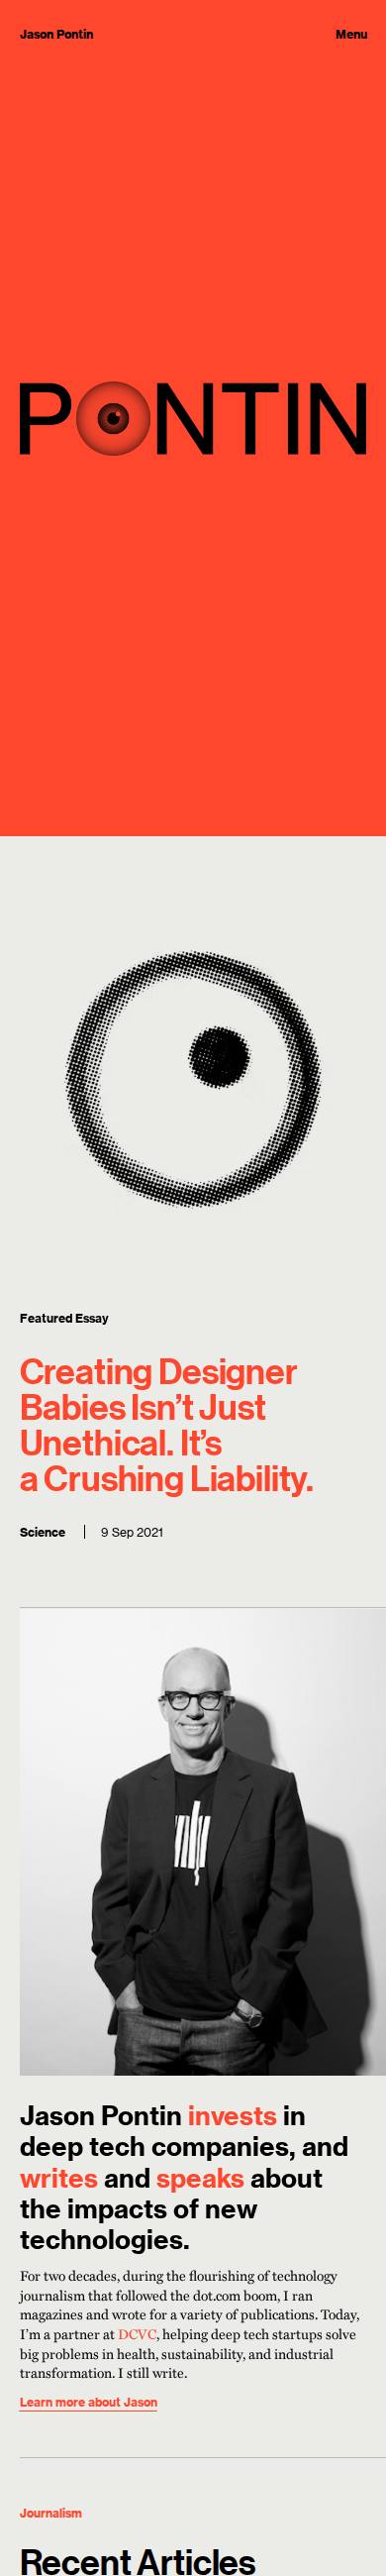 Jason Pontin
Menu
PONTIN
Featured Essay
Creating Designer
Babies Isn’t Just
Unethical. It’s
a Crushing Liability.
Science | 9 Sep 2021
Jason Pontin invests in
deep tech companies, and
writes and speaks about
the impacts of new
technologies.
For two decades, during the flourishing of technology
journalism that followed the dot.com boom, I ran
magazines and wrote for a variety of publications. Today,
I’m a partner at DCVC, helping deep tech startups solve
big problems in health, sustainability, and industrial
transformation. I still write.
Learn more about Jason
Journalism
Recent Articles